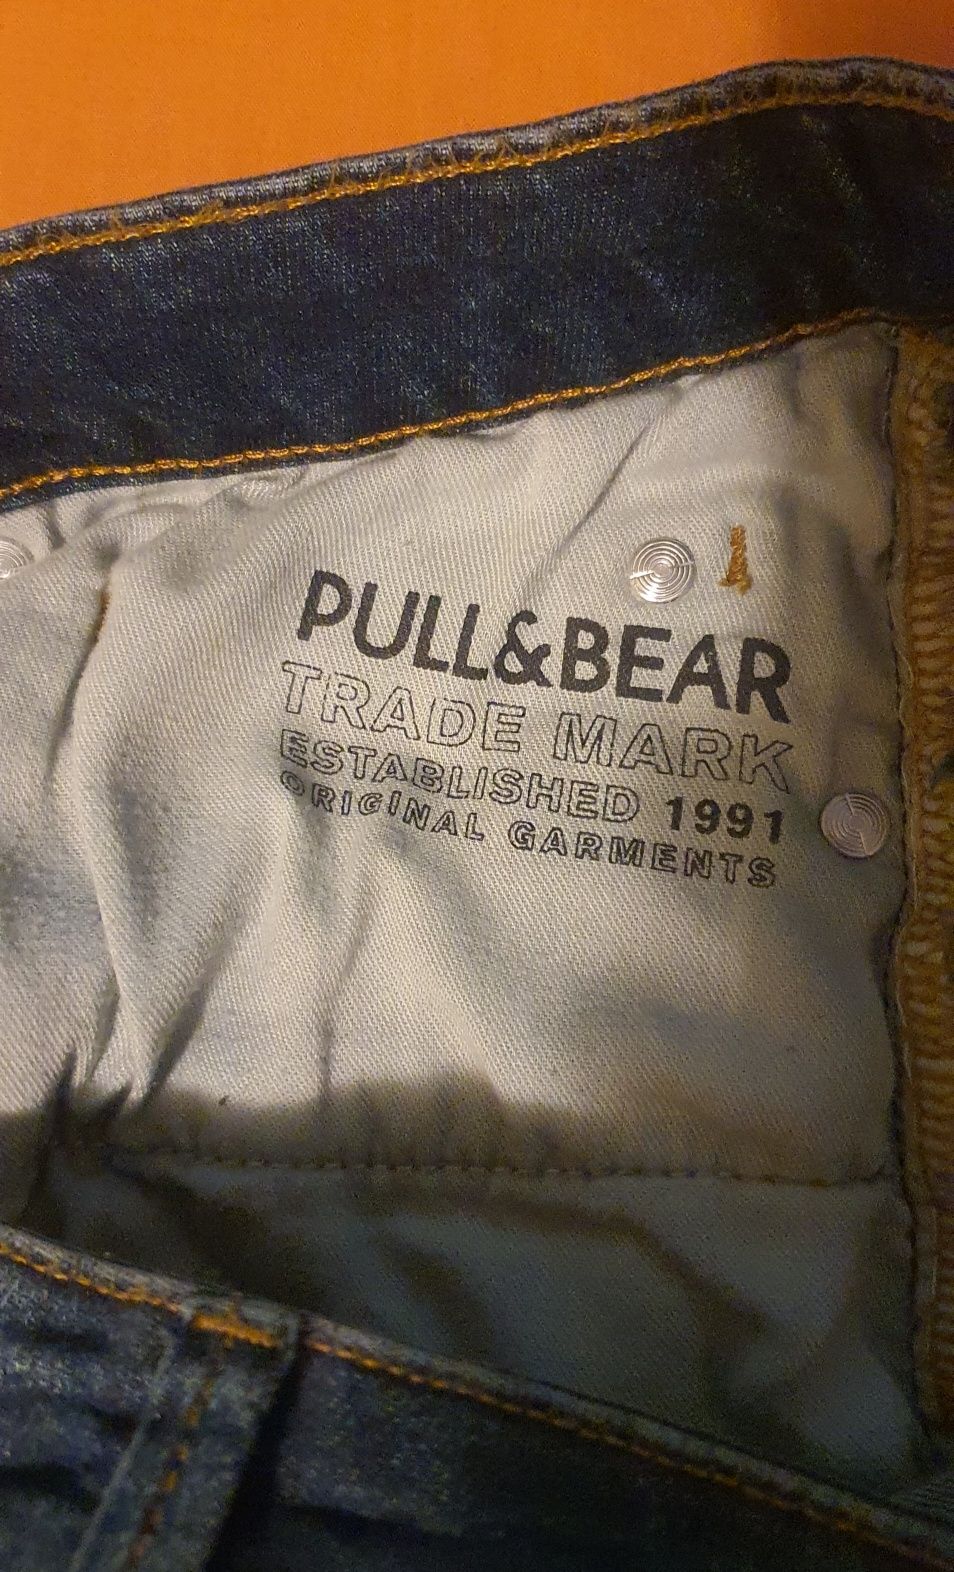 PULL&BEAR
TRADE MARK
ESTABLISHED 1991
ORIGINAL GARMENTS